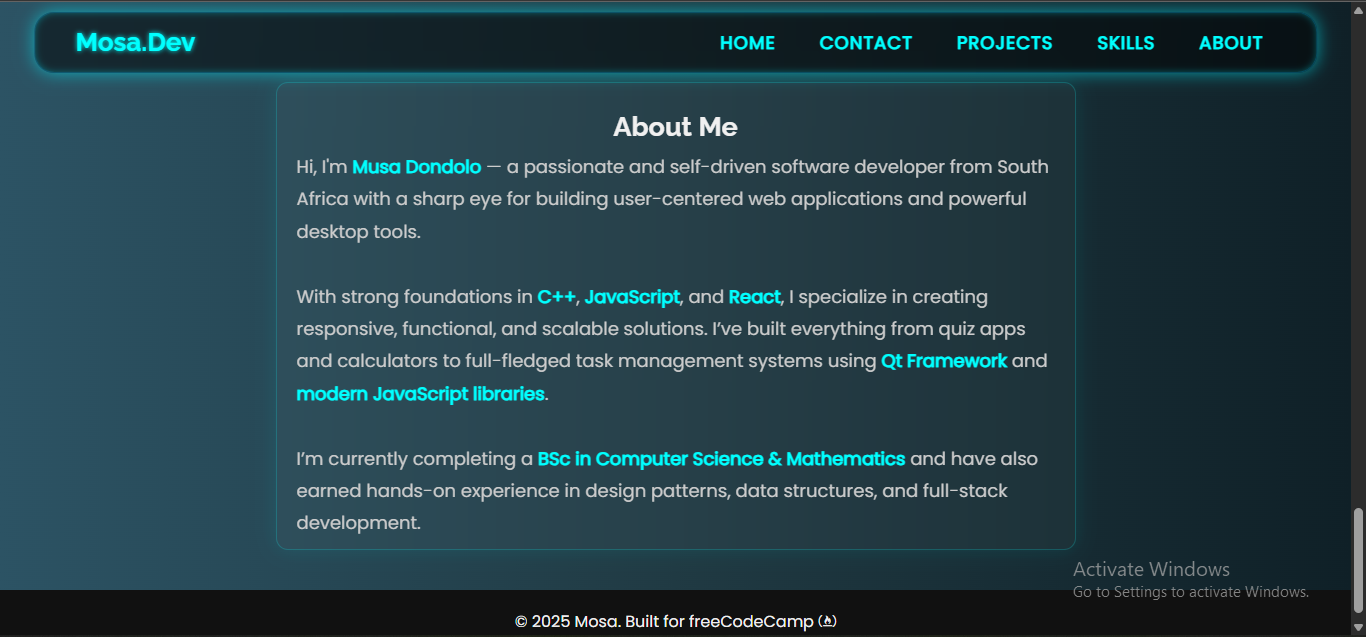 Mosa.Dev
HOME CONTACT PROJECTS SKILLS ABOUT
About Me
Hi, I'm Musa Dondolo — a passionate and self-driven software developer from South
Africa with a sharp eye for building user-centered web applications and powerful
desktop tools.
With strong foundations in C++, JavaScript, and React, I specialize in creating
responsive, functional, and scalable solutions. I’ve built everything from quiz apps
and calculators to full-fledged task management systems using Qt Framework and
modern JavaScript libraries.
I’m currently completing a BSc in Computer Science & Mathematics and have also
earned hands-on experience in design patterns, data structures, and full-stack
development.
Activate Windows
Go to Settings to activate Windows.
© 2025 Mosa. Built for freeCodeCamp